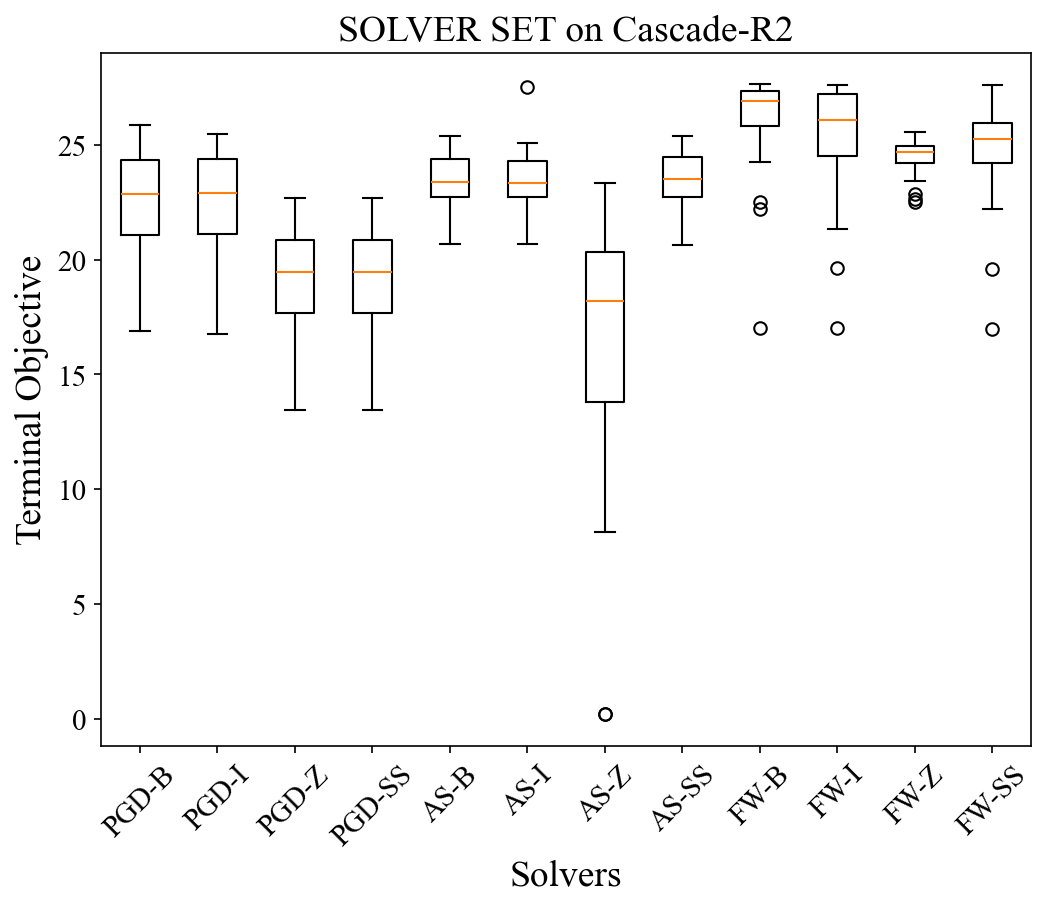 SOLVER SET on Cascade-R2
Terminal Objective
25
20
15
10
5
0
PGD-B
PGD-I
PGD-Z
PGD-SS
AS-B
AS-I
AS-Z
AS-SS
FW-B
FW-I
FW-Z
FW-SS
Solvers